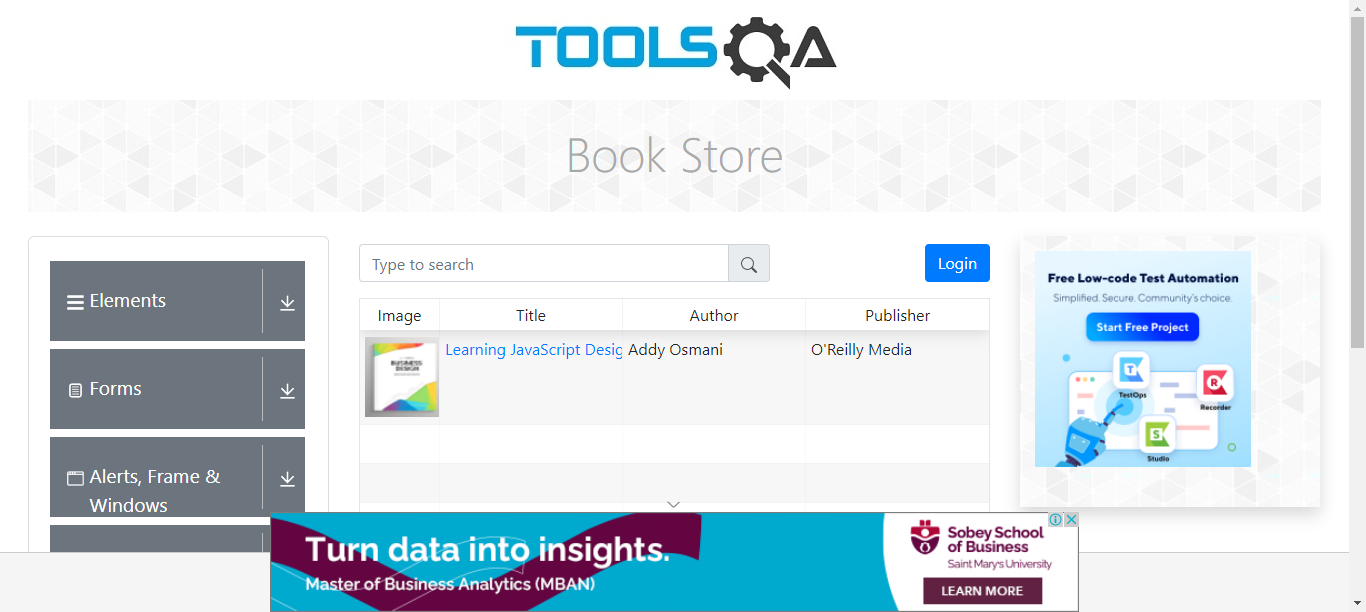 TOOLSQA
Book Store
Elements
Forms
Alerts, Frame &
Windows
Type to search
Login
Image Title Author Publisher
BUSINESS
DESIGN
Learning JavaScript Desig Addy Osmani O'Reilly Media
Free Low-code Test Automation
Simplified. Secure. Community's choice.
Start Free Project
TestOps
Recorder
Studio
Turn data into insights.
Master of Business Analytics (MBAN)
Sobey School
of Business
Saint Mary's University
LEARN MORE